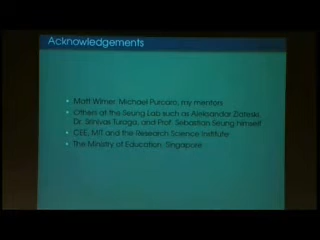 Acknowledgements
• Matt Wimer, Michael Purcaro, my mentors
• Others at the Seung Lab such as Aleksandar Zlateski,
Dr. Srinivas Turaga, and Prof. Sebastian Seung himself
• CEE, MIT and the Research Science Institute
• The Ministry of Education, Singapore